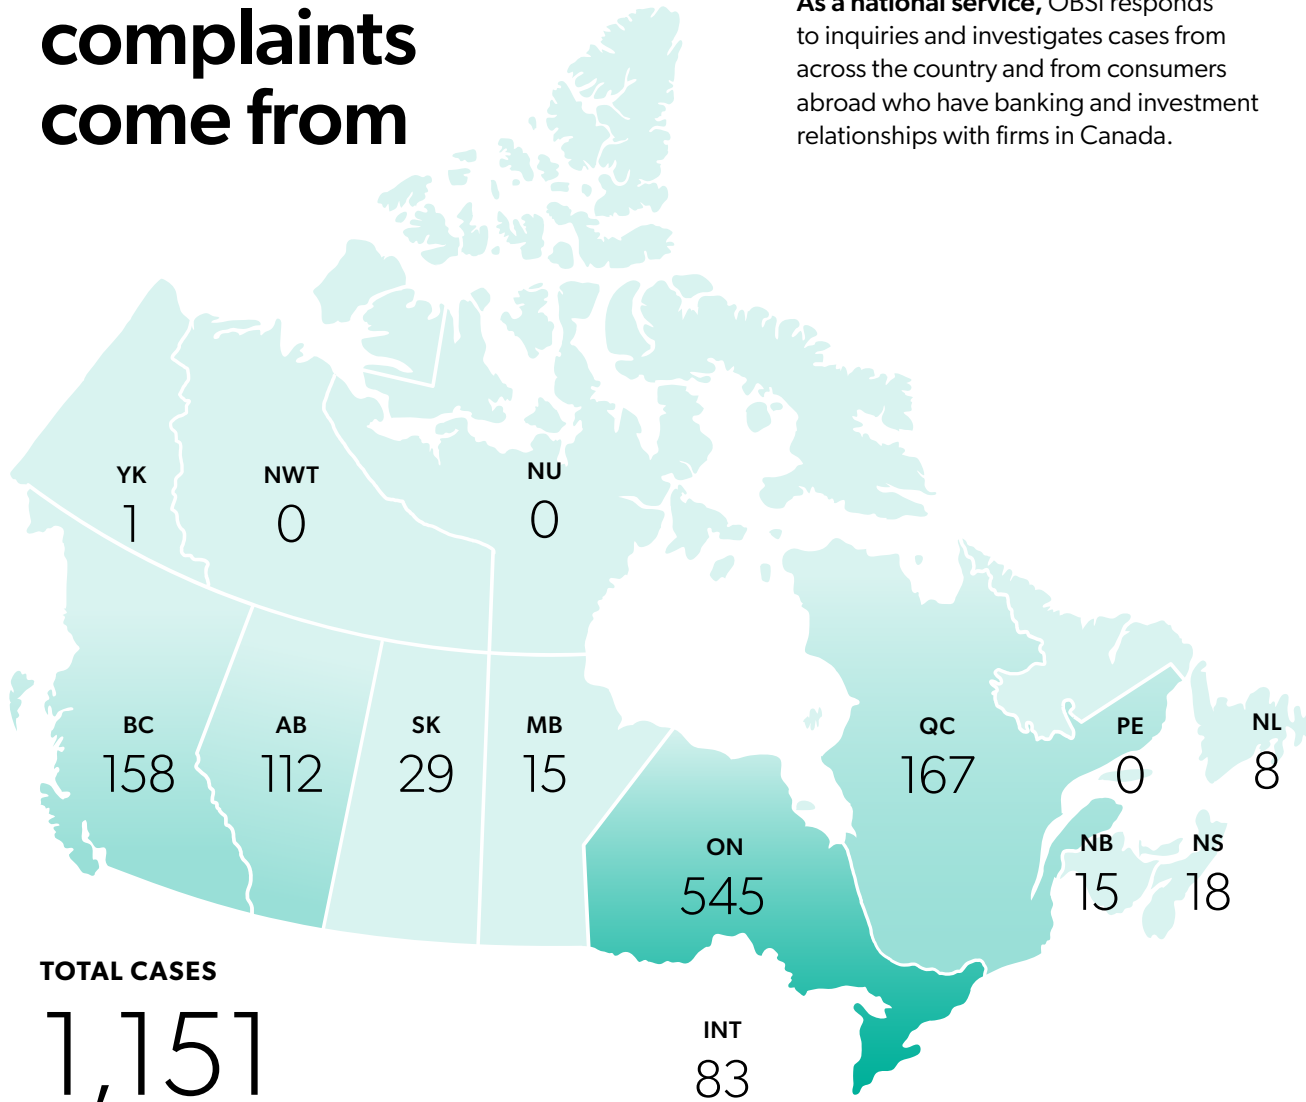 complaints
come from
As a national service, OBSI responds
to inquiries and investigates cases from
across the country and from consumers
abroad who have banking and investment
relationships with firms in Canada.
YK
1
NWT
0
NU
0
BC
158
AB
112
SK
29
MB
15
ON
545
QC
167
PE
0
NL
8
NB
15
NS
18
INT
83
TOTAL CASES
1,151